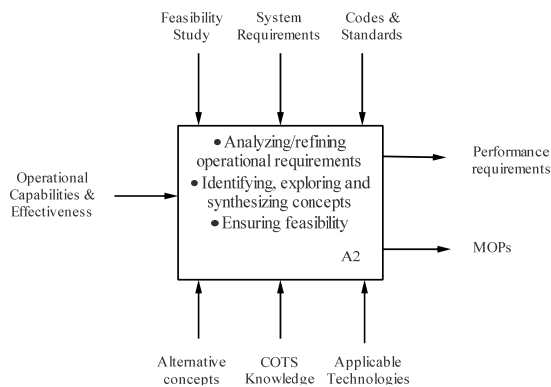 Feasibility
Study
System
Requirements
Codes &
Standards
• Analyzing/refining
operational requirements
• Identifying, exploring and
synthesizing concepts
• Ensuring feasibility
A2
Operational
Capabilities &
Effectiveness
Performance
requirements
MOPs
Alternative
concepts
COTS
Knowledge
Applicable
Technologies